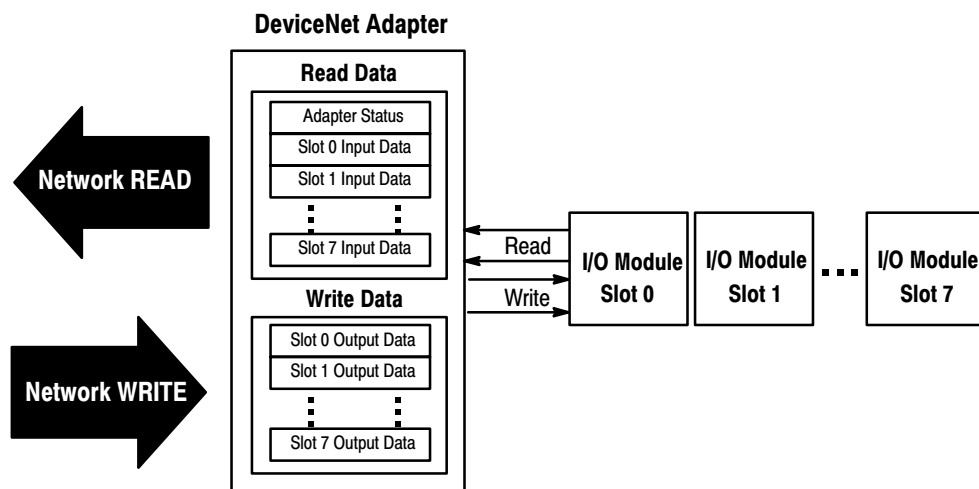 DeviceNet Adapter
Read Data
Adapter Status
Slot 0 Input Data
Slot 1 Input Data
Slot 7 Input Data
Network READ
Read
Write
I/O Module
Slot 0
I/O Module
Slot 1
I/O Module
Slot 7
Write Data
Slot 0 Output Data
Slot 1 Output Data
Slot 7 Output Data
Network WRITE